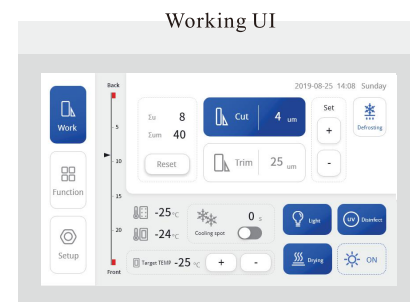 Working UI
2019-08-25 14:08 Sunday
Back
Work
- 5
Σu 8
Σum 40
Reset
Cut 4 um
Trim 25 um
Set
+
-
Defrosting
- 10
Function
- 15
-25 °C
-24 °C
Cooling spot
0 s
Light
UV Disinfect
- 20
Setup
Target TEMP -25 °C
+
-
Drying
ON
Front